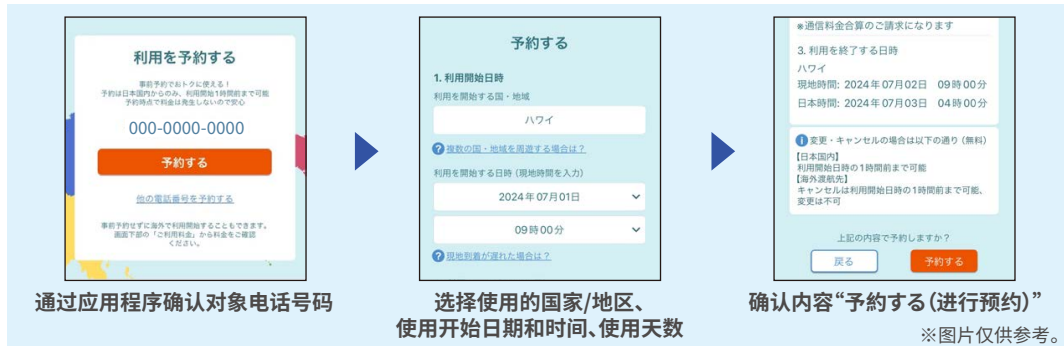 利用を予約する
事前予約でおトクに使える！
予約は日本国内からのみ、利用開始1時間前まで可能
予約時点で料金は発生しないので安心
000-0000-0000
予約する
他の電話番号を予約する
事前予約せずに海外で利用開始することもできます。
画面下部の「ご利用料金」から料金をご確認
ください。
通过应用程序确认对象电话号码
予約する
1. 利用開始日時
利用を開始する国・地域
ハワイ
?複数の国・地域を周遊する場合は？
利用を開始する日時（現地時間を入力）
2024年07月01日
09時00分
?現地到着が遅れた場合は？
选择使用的国家/地区、
使用开始日期和时间、使用天数
※通信料金合算のご請求になります
3. 利用を終了する日時
ハワイ
現地時間: 2024年07月02日 09時00分
日本時間: 2024年07月03日 04時00分
i変更・キャンセルの場合は以下の通り（無料）
【日本国内】
利用開始日時の1時間前まで可能
【海外渡航先】
キャンセルは利用開始日時の1時間前まで可能、
変更は不可
上記の内容で予約しますか？
戻る 予約する
确认内容“予約する（进行预约）”
※图片仅供参考。